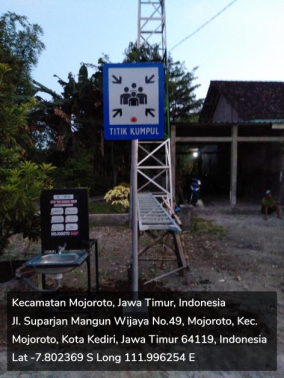 TITIK KUMPUL
Kecamatan Mojoroto, Jawa Timur, Indonesia
Jl. Suparjan Mangun Wijaya No.49, Mojoroto, Kec.
Mojoroto, Kota Kediri, Jawa Timur 64119, Indonesia
Lat -7.802369 S Long 111.996254 E